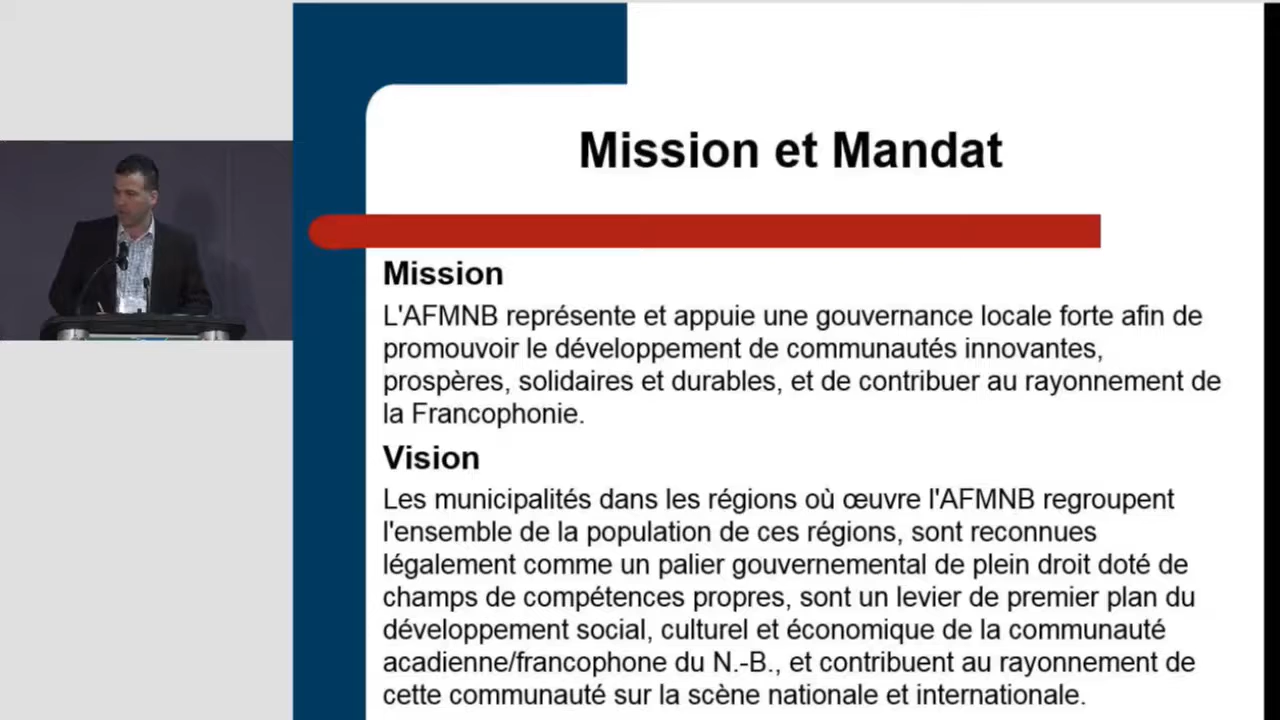 Mission et Mandat
Mission
L'AFMNB représente et appuie une gouvernance locale forte afin de
promouvoir le développement de communautés innovantes,
prospères, solidaires et durables, et de contribuer au rayonnement de
la Francophonie.
Vision
Les municipalités dans les régions où œuvre l'AFMNB regroupent
l'ensemble de la population de ces régions, sont reconnues
légalement comme un palier gouvernemental de plein droit doté de
champs de compétences propres, sont un levier de premier plan du
développement social, culturel et économique de la communauté
acadienne/francophone du N.-B., et contribuent au rayonnement de
cette communauté sur la scène nationale et internationale.